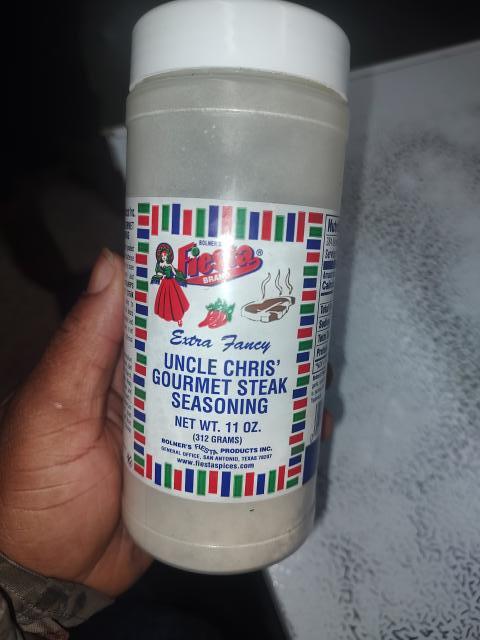 BOLNER'S
Fiesta®
BRAND
Extra Fancy
UNCLE CHRIS'
GOURMET STEAK
SEASONING
NET WT. 11 OZ.
(312 GRAMS)
BOLNER'S FIESTA PRODUCTS INC.
GENERAL OFFICE, SAN ANTONIO, TEXAS 78207
www.fiestaspices.com